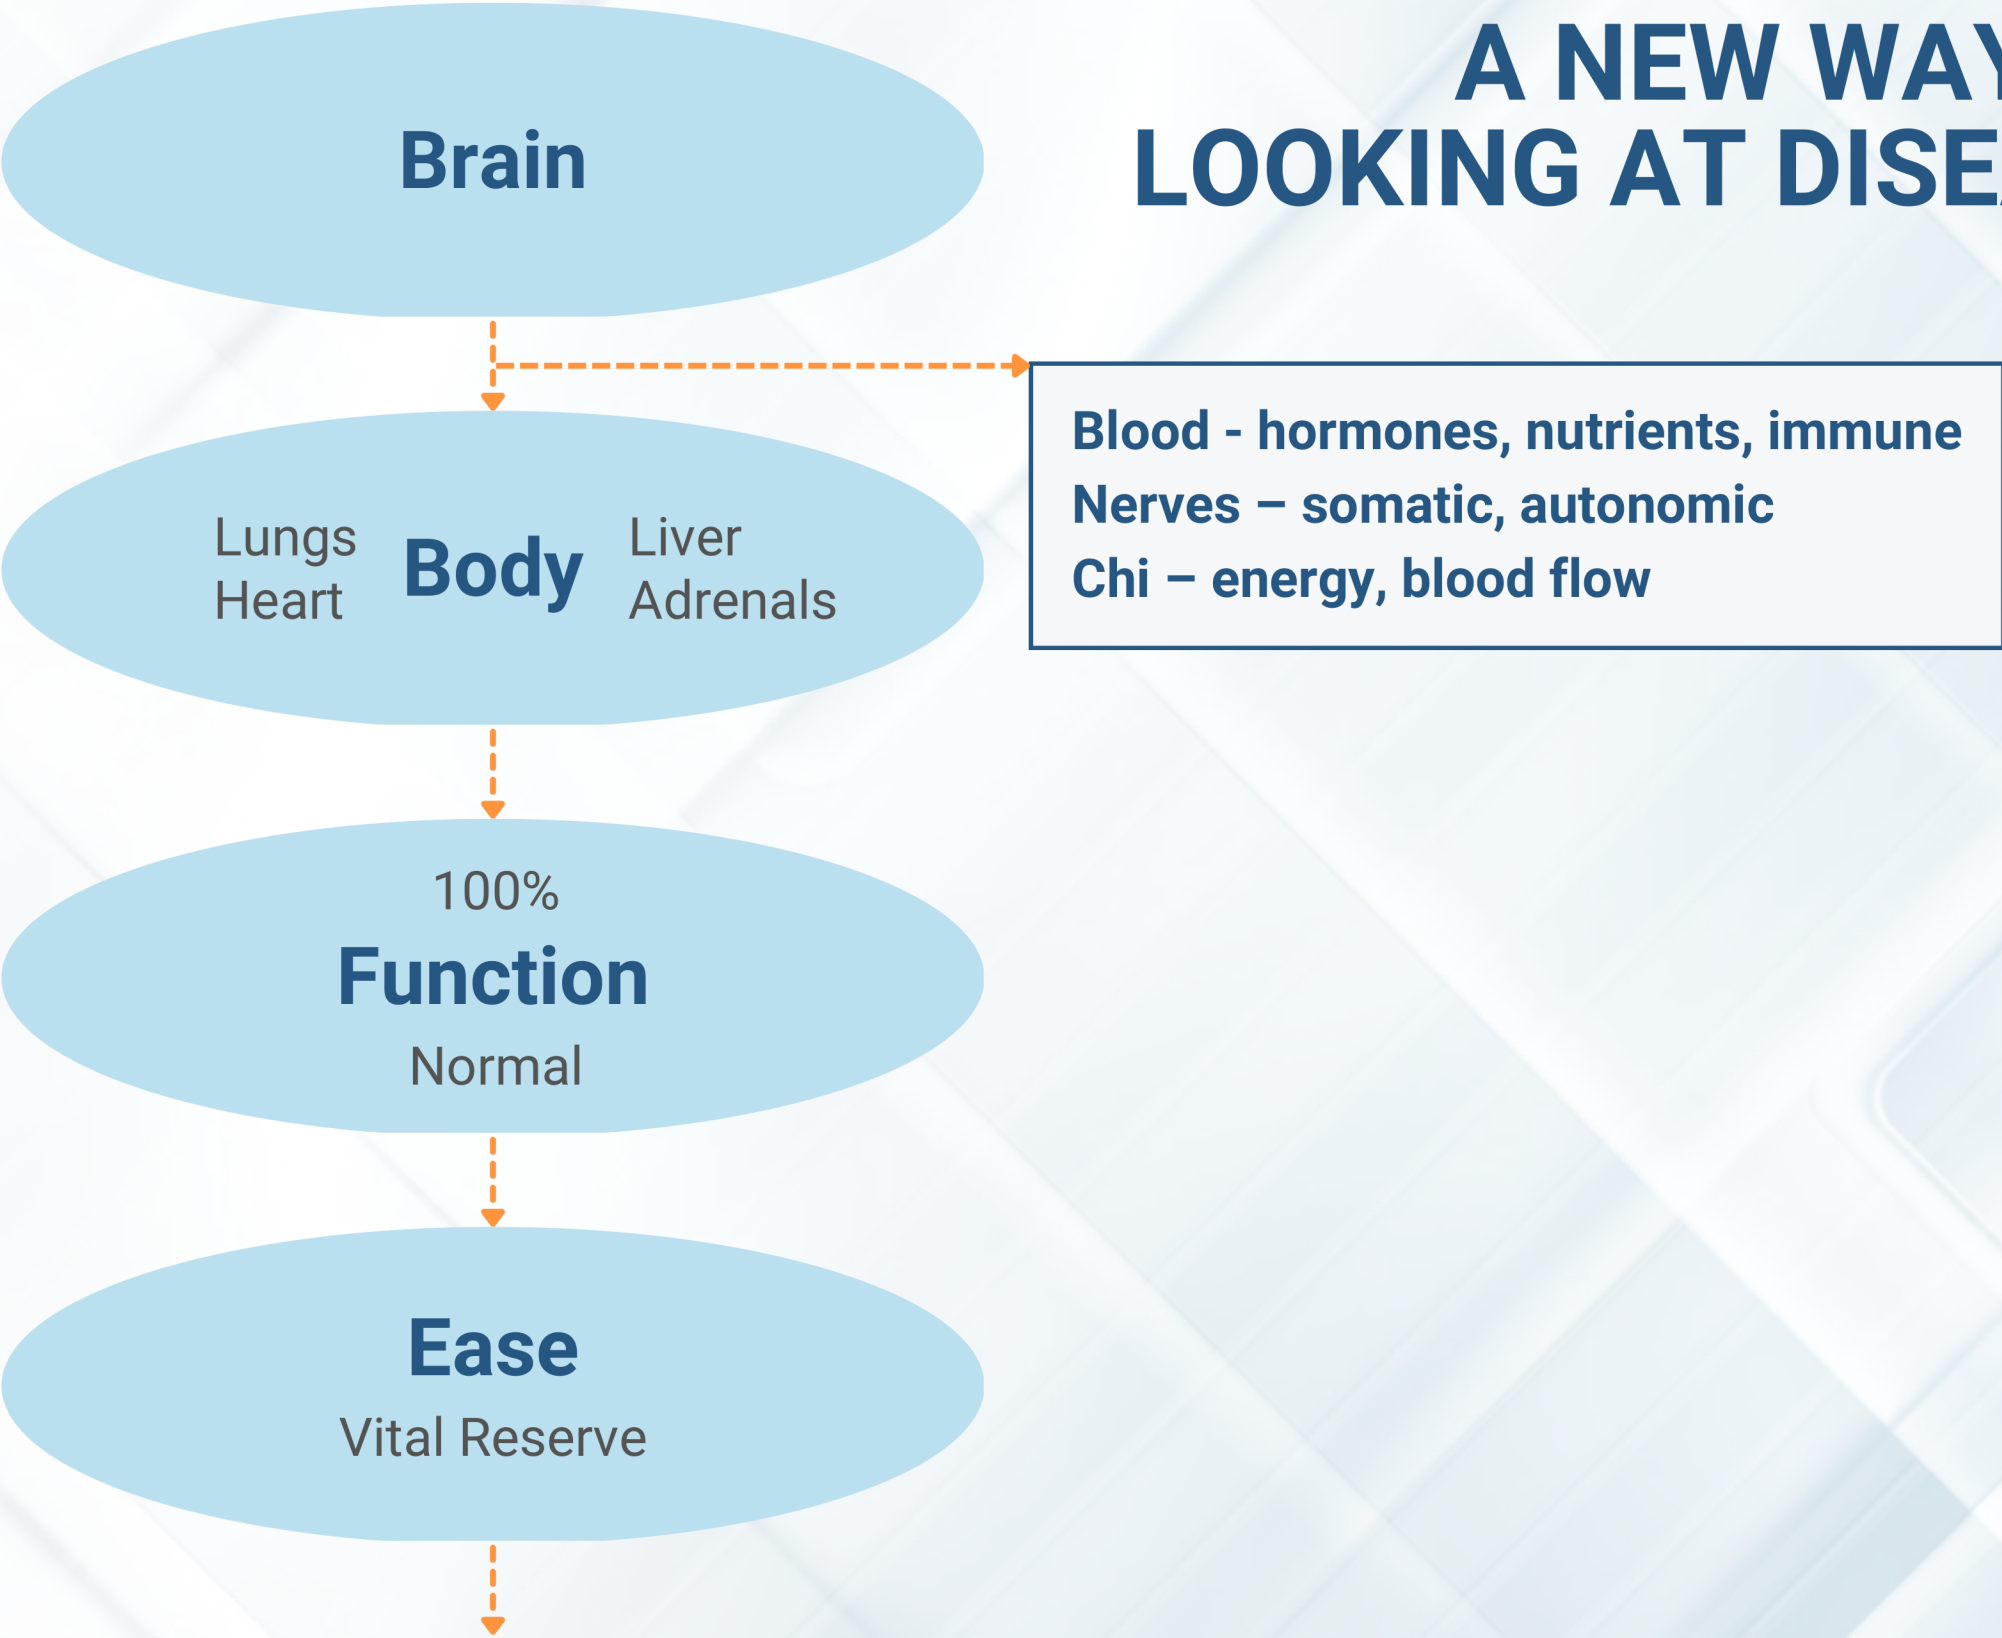 A NEW WAY
LOOKING AT
Brain
Blood - hormones, nutrients, immune
Nerves – somatic, autonomic
Chi – energy, blood flow
Lungs
Heart
Body
Liver
Adrenals
100%
Function
Normal
Ease
Vital Reserve